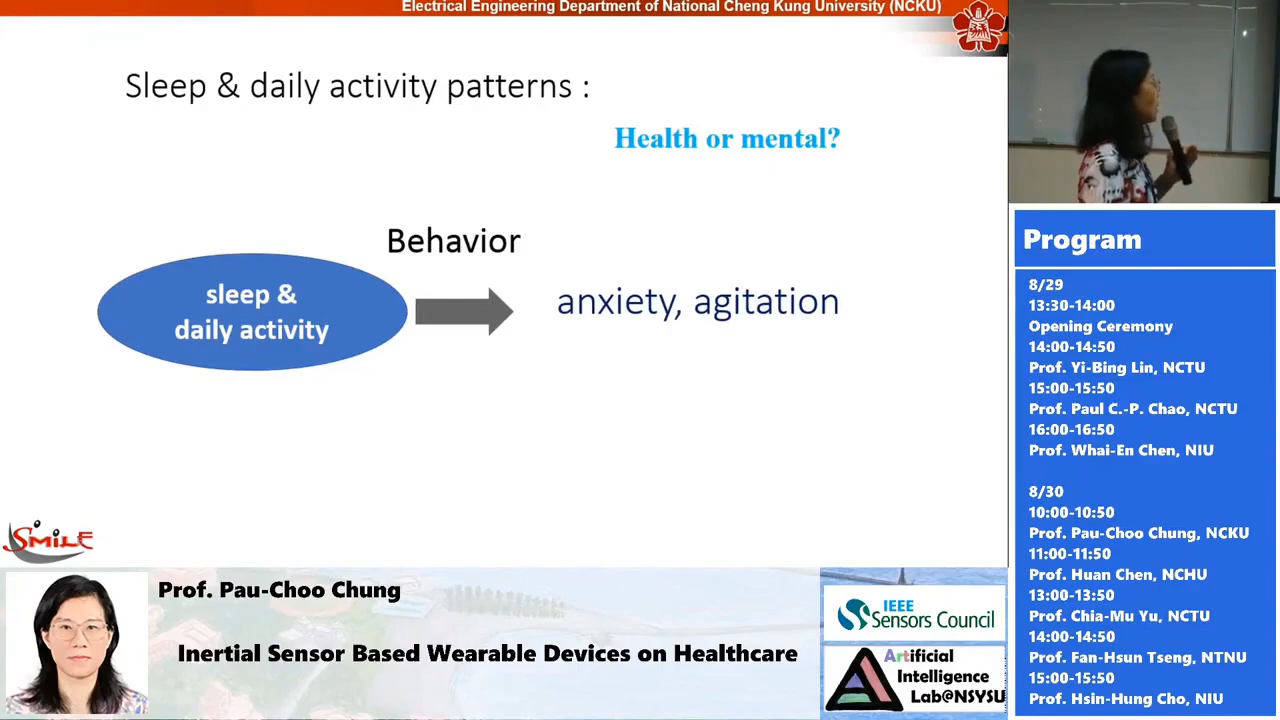 Electrical Engineering Department of National Cheng Kung University (NCKU)
Sleep & daily activity patterns :
Health or mental?
Behavior
sleep &
daily activity
anxiety, agitation
SMILE
Prof. Pau-Choo Chung
Inertial Sensor Based Wearable Devices on Healthcare
IEEE
Sensors Council
Artificial
Intelligence
Lab@NSYSU
Program
8/29
13:30-14:00
Opening Ceremony
14:00-14:50
Prof. Yi-Bing Lin, NCTU
15:00-15:50
Prof. Paul C.-P. Chao, NCTU
16:00-16:50
Prof. Whai-En Chen, NIU
8/30
10:00-10:50
Prof. Pau-Choo Chung, NCKU
11:00-11:50
Prof. Huan Chen, NCHU
13:00-13:50
Prof. Chia-Mu Yu, NCTU
14:00-14:50
Prof. Fan-Hsun Tseng, NTNU
15:00-15:50
Prof. Hsin-Hung Cho, NIU